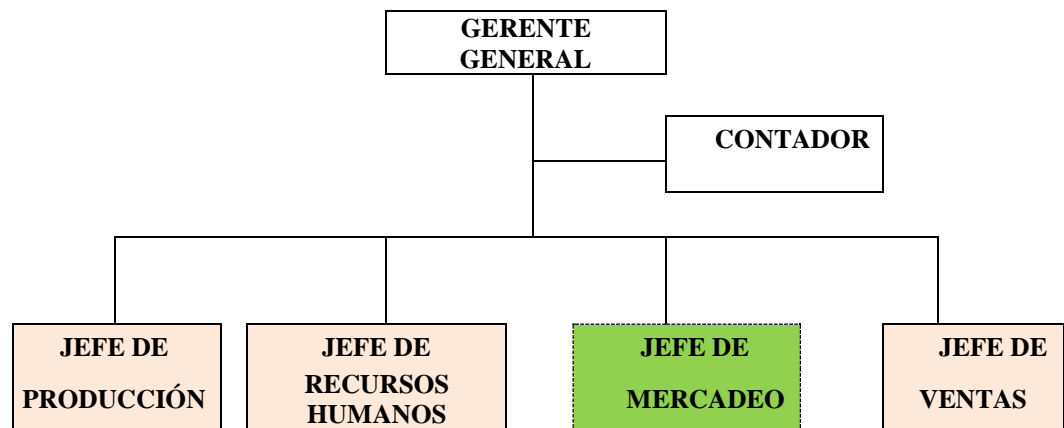 GERENTE
GENERAL
CONTADOR
JEFE DE
PRODUCCIÓN
JEFE DE
RECURSOS
HUMANOS
JEFE DE
MERCADEO
JEFE DE
VENTAS